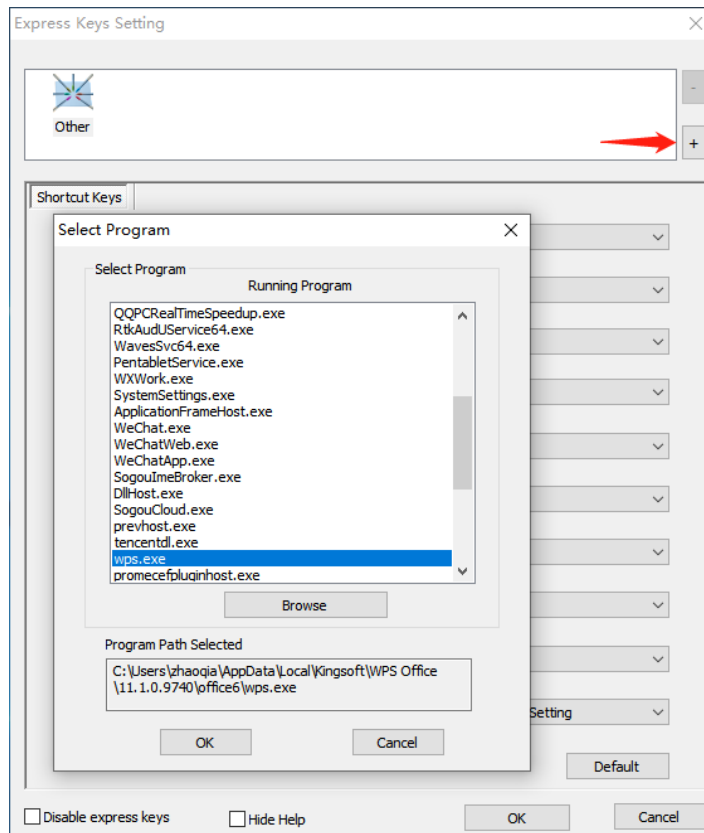 Express Keys Setting
-
Other
+
Shortcut Keys
Select Program
Select Program
Running Program
QQPCRealTimeSpeedup.exe
RtkAudUService64.exe
WavesSvc64.exe
PentabletService.exe
WXWork.exe
SystemSettings.exe
ApplicationFrameHost.exe
WeChat.exe
WeChatWeb.exe
WeChatApp.exe
SogouImeBroker.exe
DllHost.exe
SogouCloud.exe
prevhost.exe
tencentdl.exe
wps.exe
promecefpluginhost.exe
Browse
Program Path Selected
C:\Users\zhaoqia\AppData\Local\Kingsoft\WPS Office
\11.1.0.9740\office6\wps.exe
Setting
OK Cancel
Default
Disable express keys Hide Help OK Cancel